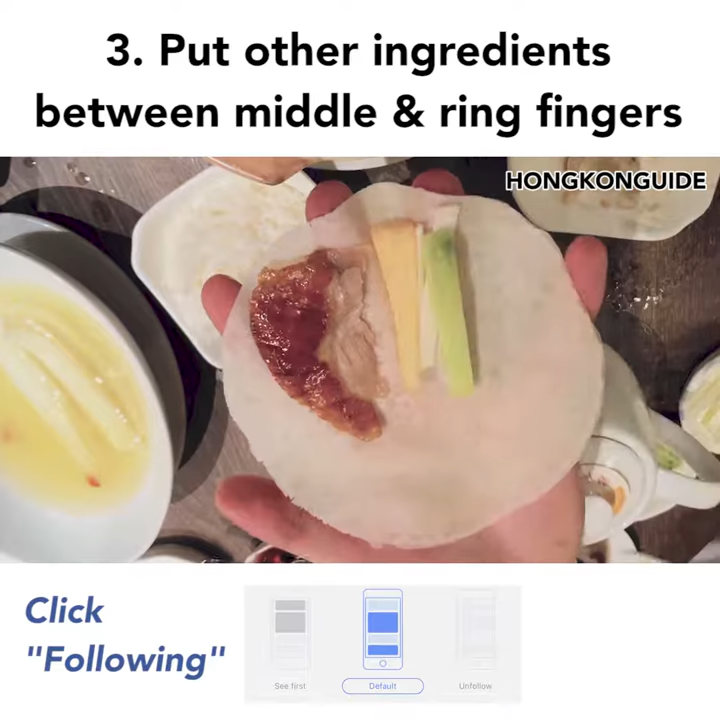 3. Put other ingredients
between middle & ring fingers
HONGKONGUIDE
Click
"Following"
See first
Default
Unfollow